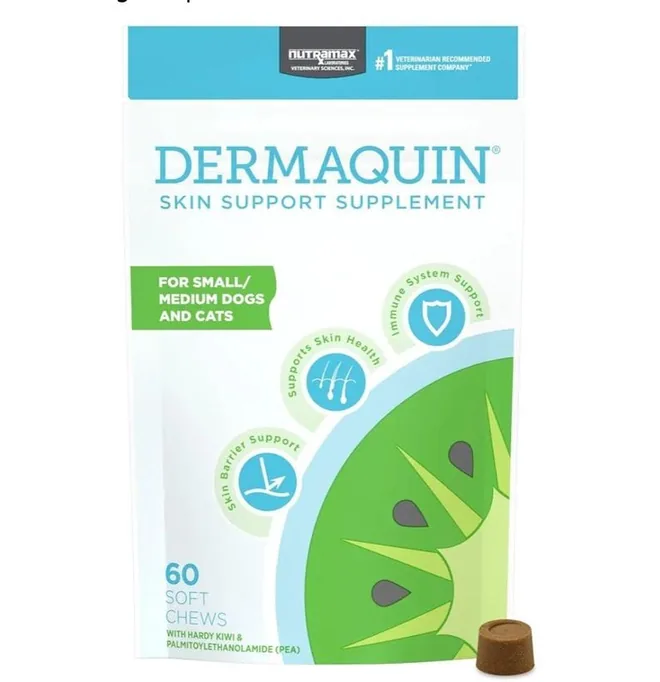 nutramax
LABORATORIES
VETERINARY SCIENCES, INC.
#1 VETERINARIAN RECOMMENDED
SUPPLEMENT COMPANY
DERMAQUIN®
SKIN SUPPORT SUPPLEMENT
FOR SMALL/
MEDIUM DOGS
AND CATS
Immune System Support
Supports Skin Health
Skin Barrier Support
60
SOFT
CHEWS
WITH HARDY KIWI &
PALMITOYLETHANOLAMIDE (PEA)